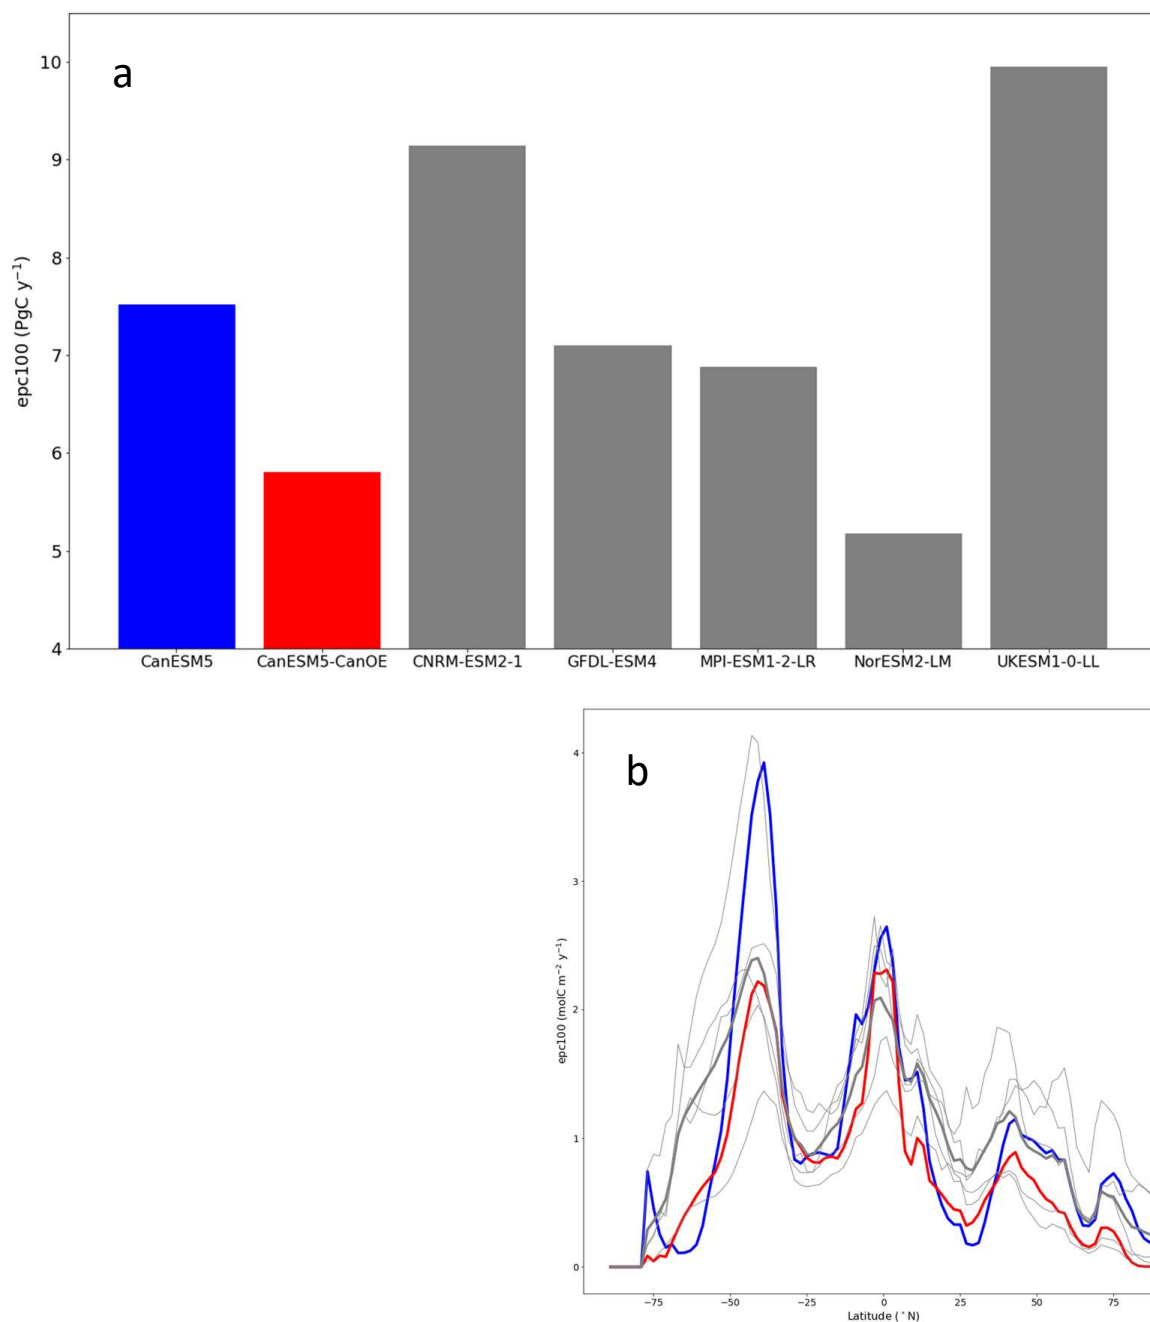 a
10
9
8
7
6
5
4
epc100 (PgC y⁻¹)
CanESM5 CanESM5-CanOE CNRM-ESM2-1 GFDL-ESM4 MPI-ESM1-2-LR NorESM2-LM UKESM1-0-LL
b
4
3
2
1
0
epc100 (molC m⁻² y⁻¹)
−75 −50 −25 0 25 50 75
Latitude (°N)